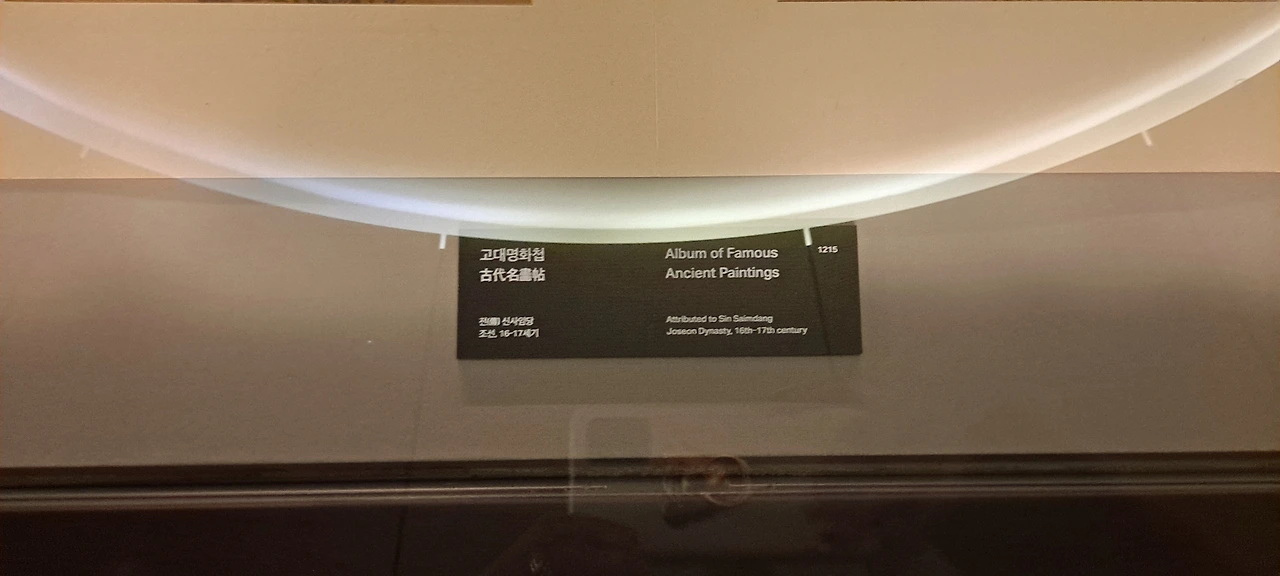 고대명화첩
古代名畫帖
전(傳) 신사임당
조선, 16-17세기
Album of Famous
Ancient Paintings
Attributed to Sin Saimdang
Joseon Dynasty, 16th-17th century
1215